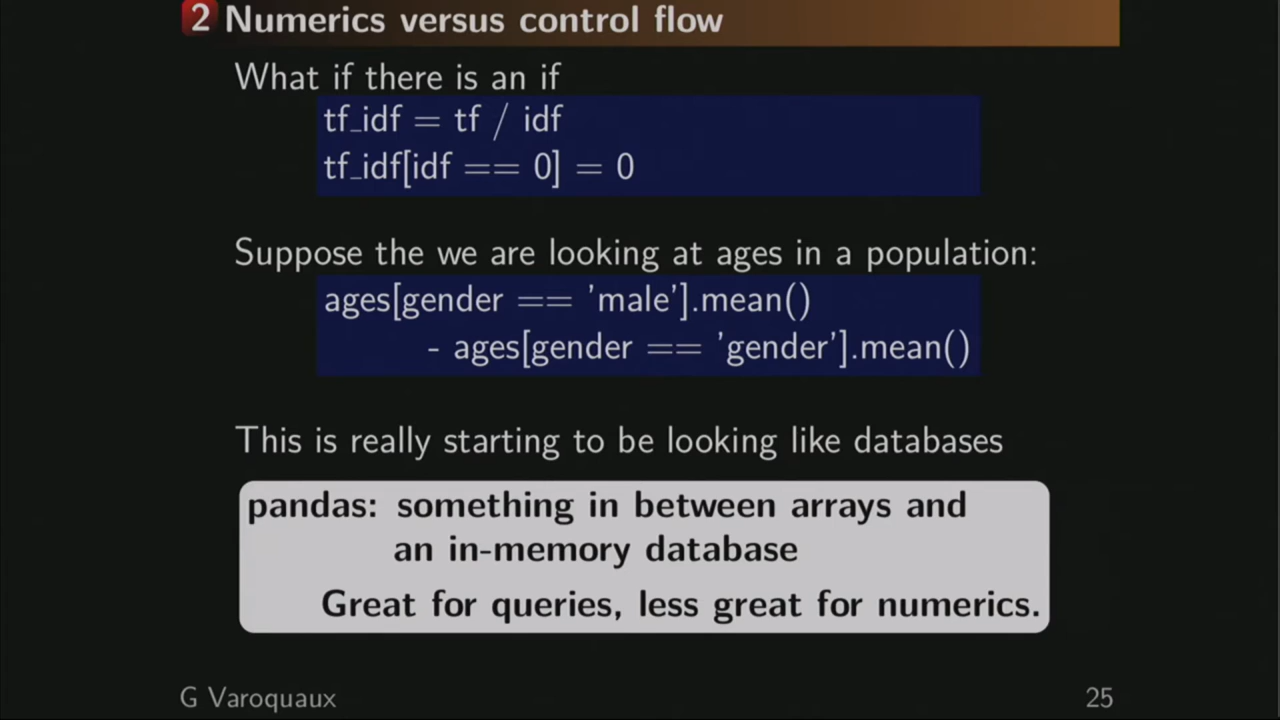 2 Numerics versus control flow
What if there is an if
tf_idf = tf / idf
tf_idf[idf == 0] = 0
Suppose the we are looking at ages in a population:
ages[gender == 'male'].mean()
- ages[gender == 'gender'].mean()
This is really starting to be looking like databases
pandas: something in between arrays and
an in-memory database
Great for queries, less great for numerics.
G Varoquaux
25